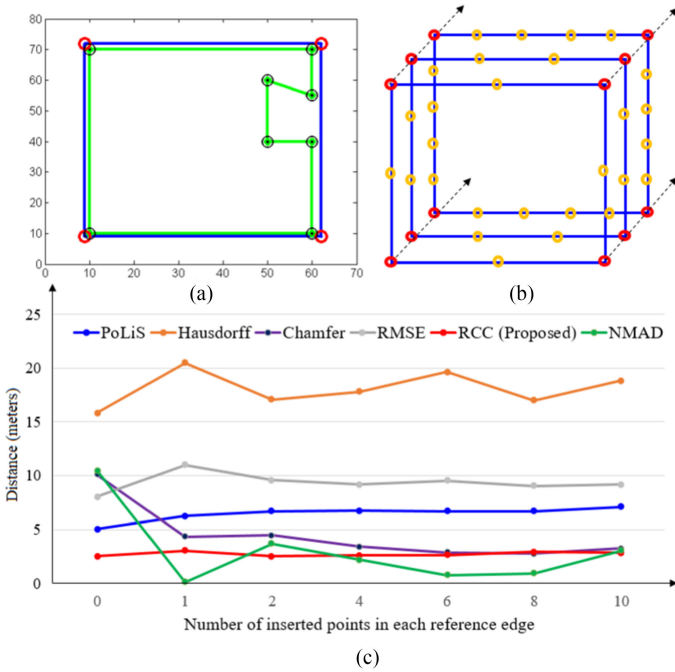 80
70
60
50
40
30
20
10
0
0 10 20 30 40 50 60 70
(a)
(b)
25
20
15
10
5
0
PoLiS Hausdorff Chamfer RMSE RCC (Proposed) NMAD
Distance (meters)
0 1 2 4 6 8 10
Number of inserted points in each reference edge
(c)